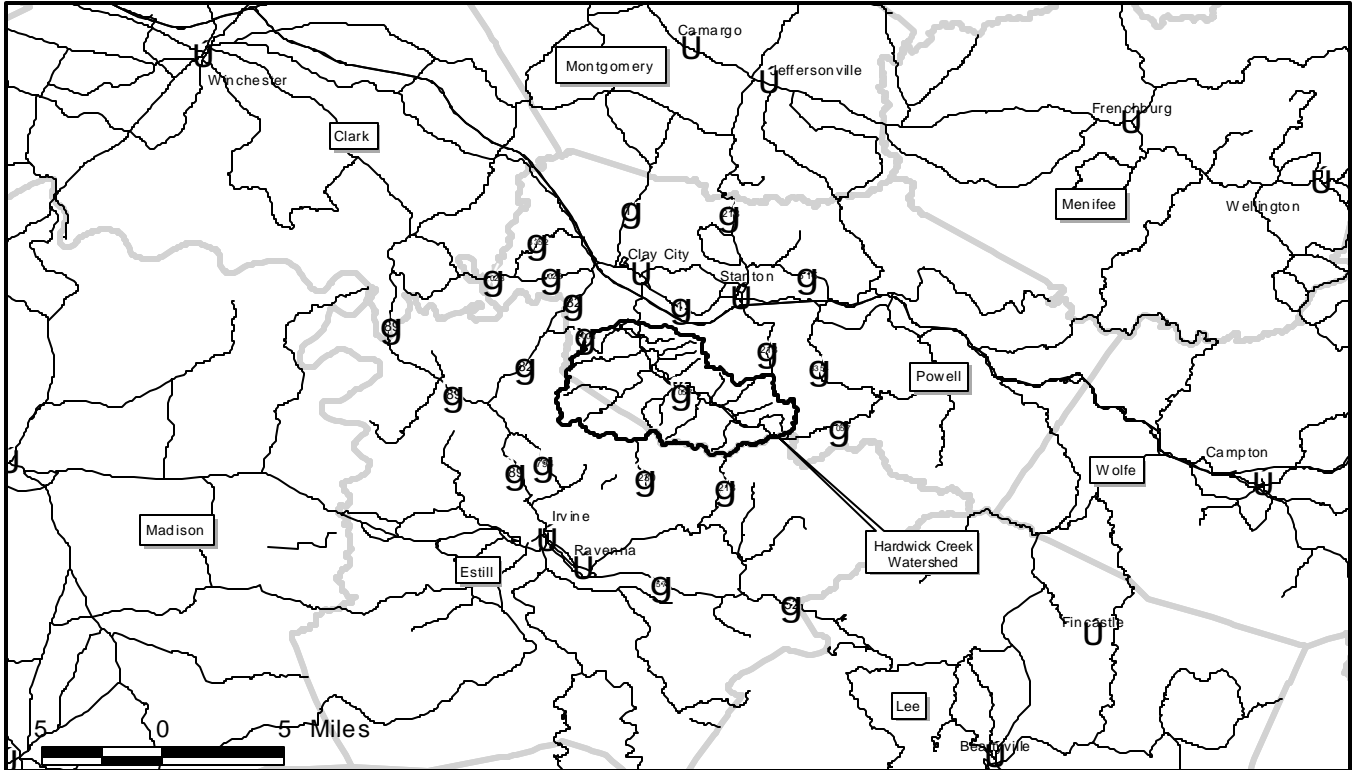 Camargo
Montgomery
Jeffersonville
Winchester
Frenchburg
Clark
Menifee
Wellington
Clay City
Stanton
Powell
Campton
Wolfe
Irvine
Madison
Ravenna
Hardwick Creek
Watershed
Estill
Fincastle
Lee
5 0 5 Miles
Beattyville